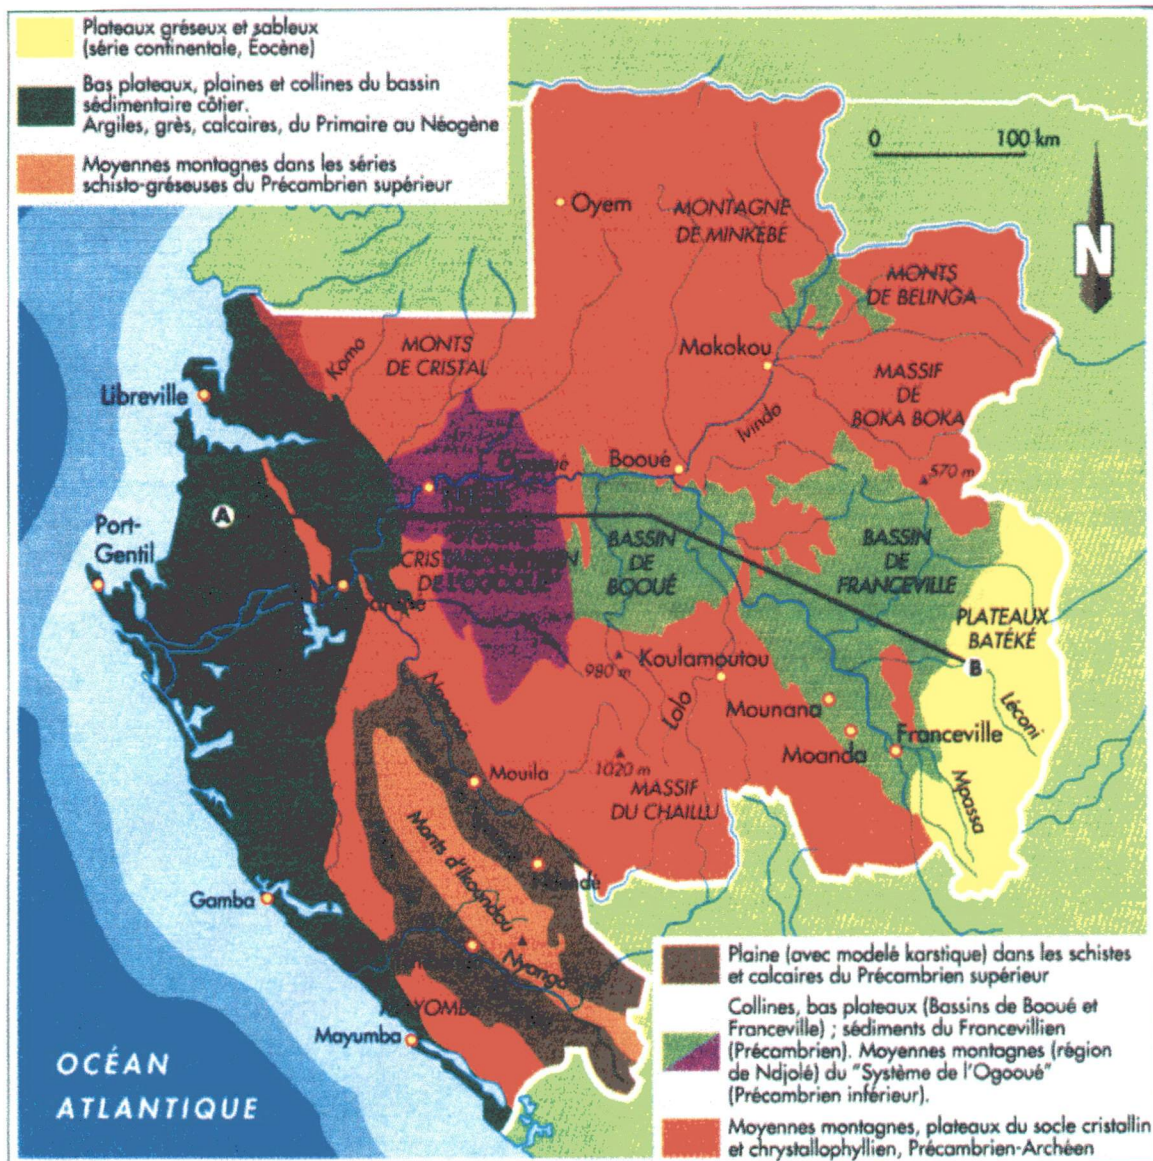 Plateaux gréseux et sableux
(série continentale, Éocène)
Bas plateaux, plaines et collines du bassin
sédimentaire côtier.
Argiles, grès, calcaires, du Primaire au Néogène
Moyennes montagnes dans les séries
schisto-gréseuses du Précambrien supérieur
0 100 km
N
Oyem
MONTAGNE
DE MINKÉBÉ
MONTS
DE BELINGA
Komo
MONTS
DE CRISTAL
Makokou
MASSIF
DE
BOKA BOKA
Libreville
Ivindo
Ogooué
Booué
570 m
A
Port-
Gentil
BASSIN
DE
BOOUÉ
BASSIN
DE
FRANCEVILLE
DE L'OGOOUÉ
PLATEAUX
BATÉKÉ
B
980 m
Koulamoutou
Lolo
Mounana
Léconi
Moanda
Franceville
Mouila
1020 m
MASSIF
DU CHAILLU
Mpassa
Monts d'Ikoundou
Gamba
Nyanga
Mayumba
OCÉAN
ATLANTIQUE
Plaine (avec modelé karstique) dans les schistes
et calcaires du Précambrien supérieur
Collines, bas plateaux (Bassins de Booué et
Franceville) ; sédiments du Francevillien
(Précambrien). Moyennes montagnes (région
de Ndjolé) du "Système de l'Ogooué"
(Précambrien inférieur).
Moyennes montagnes, plateaux du socle cristallin
et chrystallophyllien, Précambrien-Archéen